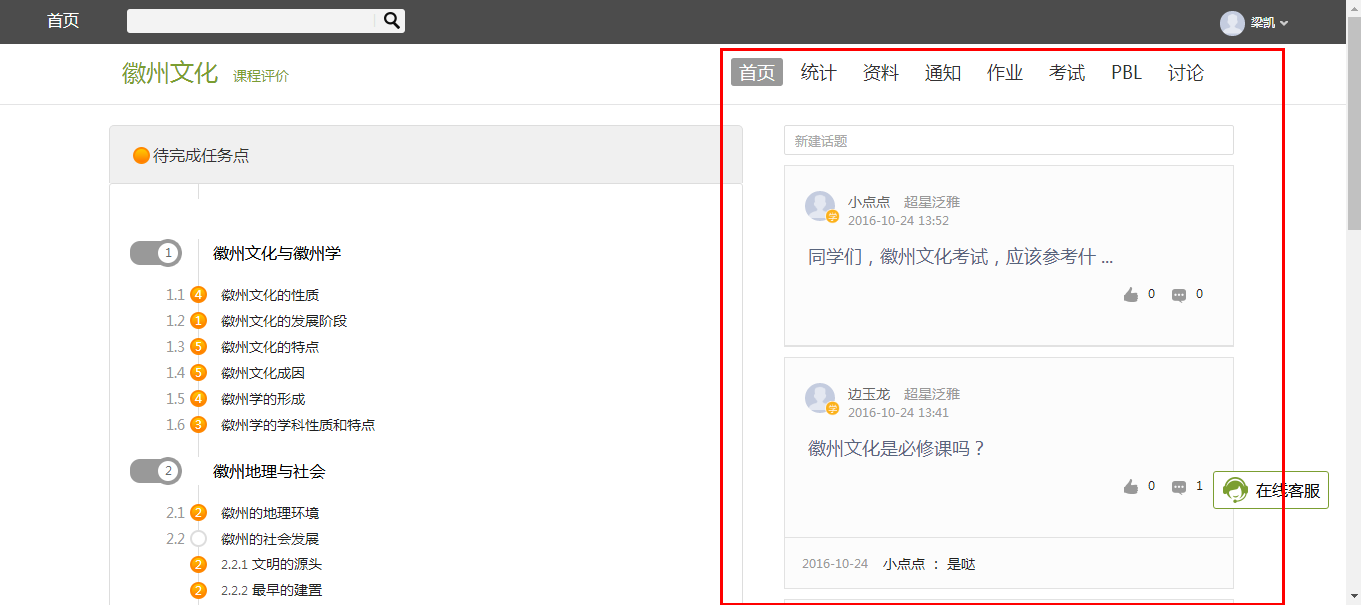 首页
梁凯
徽州文化 课程评价
首页 统计 资料 通知 作业 考试 PBL 讨论
待完成任务点
1 徽州文化与徽州学
1.1 4 徽州文化的性质
1.2 1 徽州文化的发展阶段
1.3 5 徽州文化的特点
1.4 5 徽州文化成因
1.5 4 徽州学的形成
1.6 3 徽州学的学科性质和特点
2 徽州地理与社会
2.1 2 徽州的地理环境
2.2 徽州的社会发展
2 2.2.1 文明的源头
2 2.2.2 最早的建置
新建话题
学
小点点 超星泛雅
2016-10-24 13:52
同学们，徽州文化考试，应该参考什 ...
0 0
学
边玉龙 超星泛雅
2016-10-24 13:41
徽州文化是必修课吗？
0 1
2016-10-24 小点点 ： 是哒
在线客服